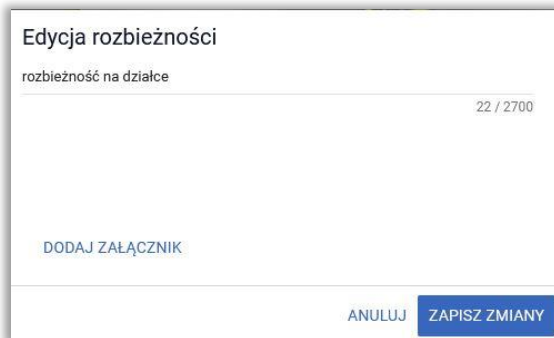 Edycja rozbieżności
rozbieżność na działce
22 / 2700
DODAJ ZAŁĄCZNIK
ANULUJ ZAPISZ ZMIANY